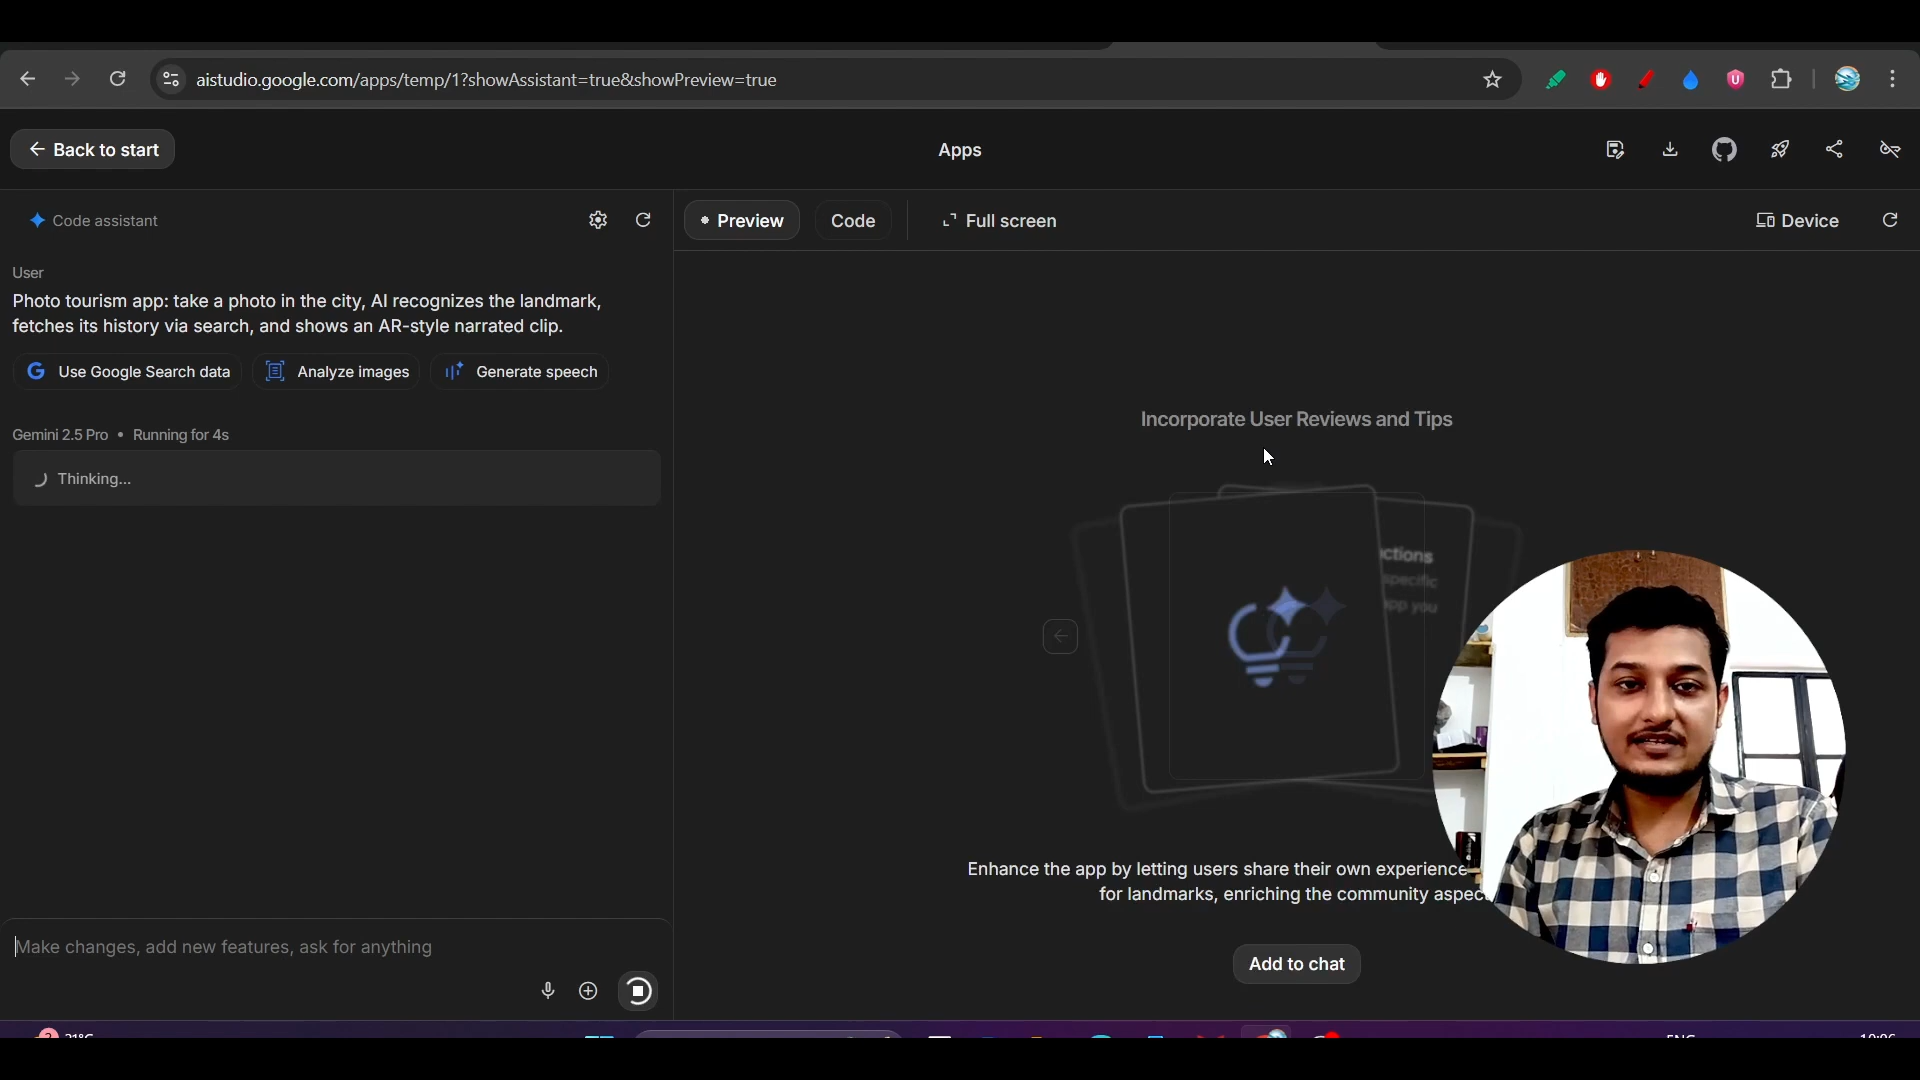 aistudio.google.com/apps/temp/1?showAssistant=true&showPreview=true
Back to start
Apps
Code assistant
Preview
Code
Full screen
Device
User
Photo tourism app: take a photo in the city, AI recognizes the landmark,
fetches its history via search, and shows an AR-style narrated clip.
Use Google Search data
Analyze images
Generate speech
Gemini 2.5 Pro • Running for 4s
Thinking...
Incorporate User Reviews and Tips
ctions
specific
app you
Enhance the app by letting users share their own experience
for landmarks, enriching the community aspec
Add to chat
Make changes, add new features, ask for anything